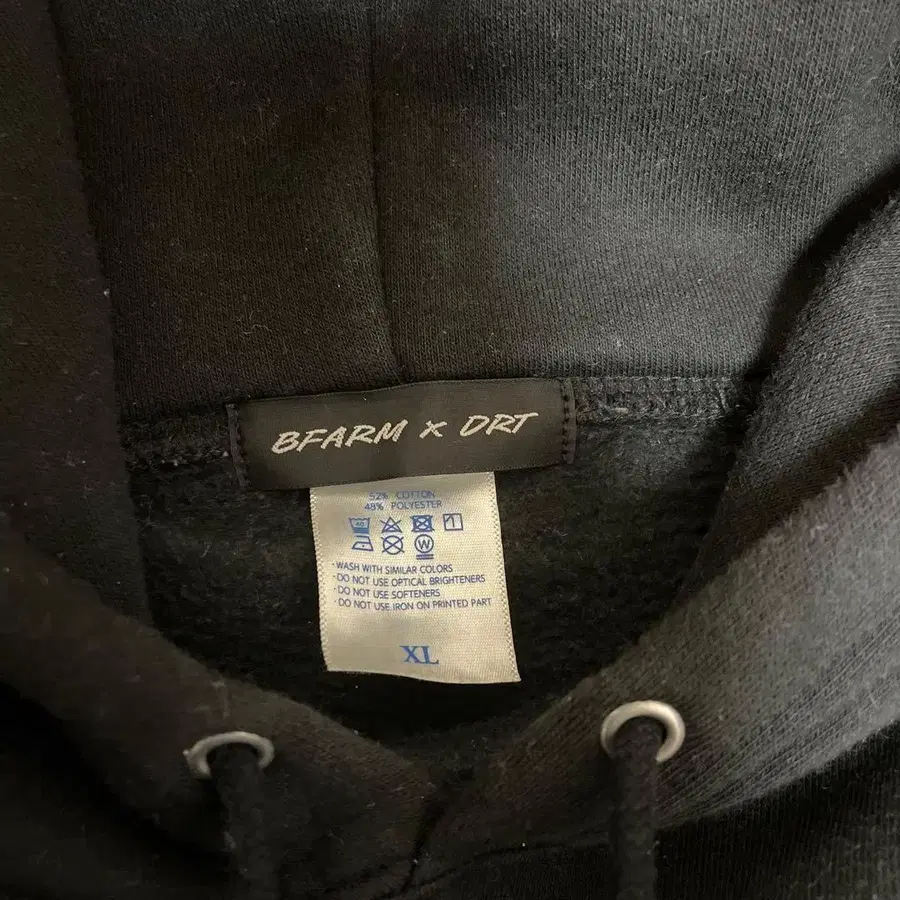 BFARM X DRT
52% COTTON
48% POLYESTER
40
W
· WASH WITH SIMILAR COLORS
· DO NOT USE OPTICAL BRIGHTENERS
· DO NOT USE SOFTENERS
· DO NOT USE IRON ON PRINTED PART
XL